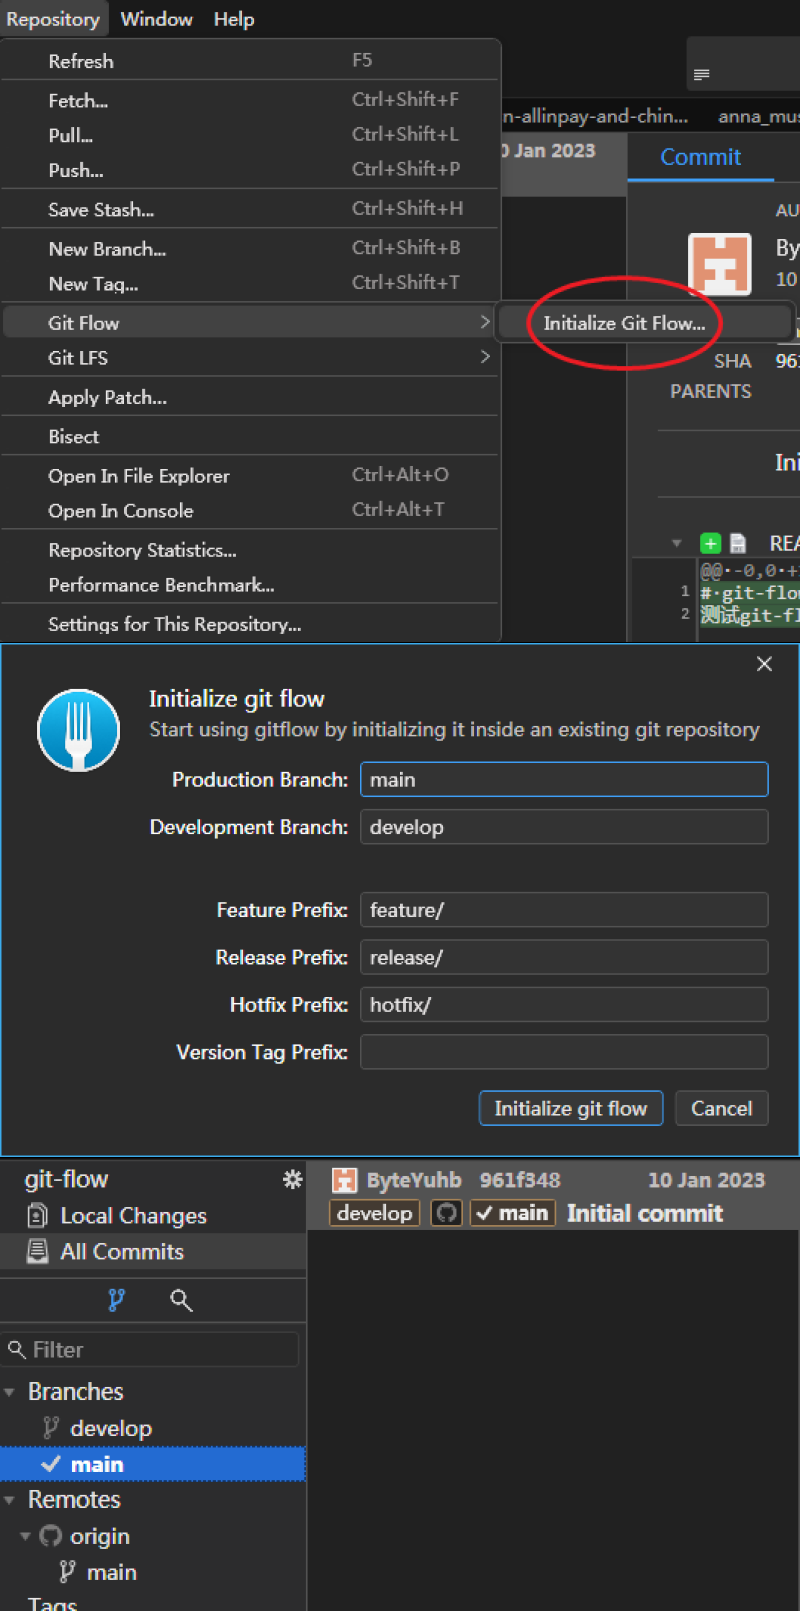 Repository Window Help
Refresh F5
Fetch... Ctrl+Shift+F
n-allinpay-and-chin... anna_mus
Pull... Ctrl+Shift+L
0 Jan 2023
Commit
Push... Ctrl+Shift+P
Save Stash... Ctrl+Shift+H
AU
New Branch... Ctrl+Shift+B
By
New Tag... Ctrl+Shift+T
10
Git Flow
Initialize Git Flow...
Git LFS
SHA 961
PARENTS
Apply Patch...
Bisect
Ini
Open In File Explorer Ctrl+Alt+O
Open In Console Ctrl+Alt+T
Repository Statistics...
REA
@@·-0,0·+
Performance Benchmark...
1 #·git-flow
2 测试git-fl
Settings for This Repository...
Initialize git flow
Start using gitflow by initializing it inside an existing git repository
Production Branch: main
Development Branch: develop
Feature Prefix: feature/
Release Prefix: release/
Hotfix Prefix: hotfix/
Version Tag Prefix:
Initialize git flow Cancel
git-flow
ByteYuhb 961f348 10 Jan 2023
Local Changes
develop main Initial commit
All Commits
Filter
Branches
develop
main
Remotes
origin
main
Tags